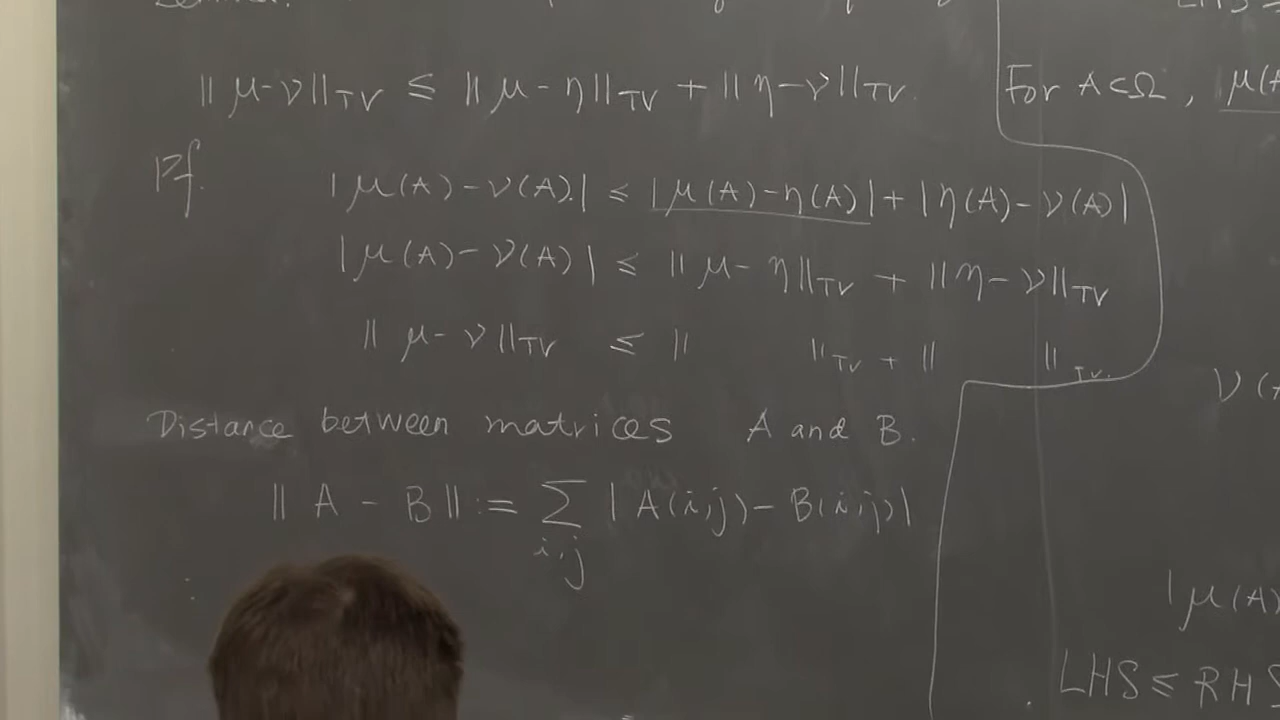 ‖μ-ν‖_TV ≤ ‖μ-η‖_TV + ‖η-ν‖_TV.
Pf.
|μ(A)-ν(A)| ≤ |μ(A)-η(A)| + |η(A)-ν(A)|
|μ(A)-ν(A)| ≤ ‖μ-η‖_TV + ‖η-ν‖_TV
‖μ-ν‖_TV ≤ ‖ ‖_TV + ‖ ‖_TV.
Distance between matrices A and B.
‖A - B‖ := ∑_{i,j} |A(i,j)-B(i,j)|
For A⊂Ω, μ(
ν(
|μ(A)
LHS ≤ RHS